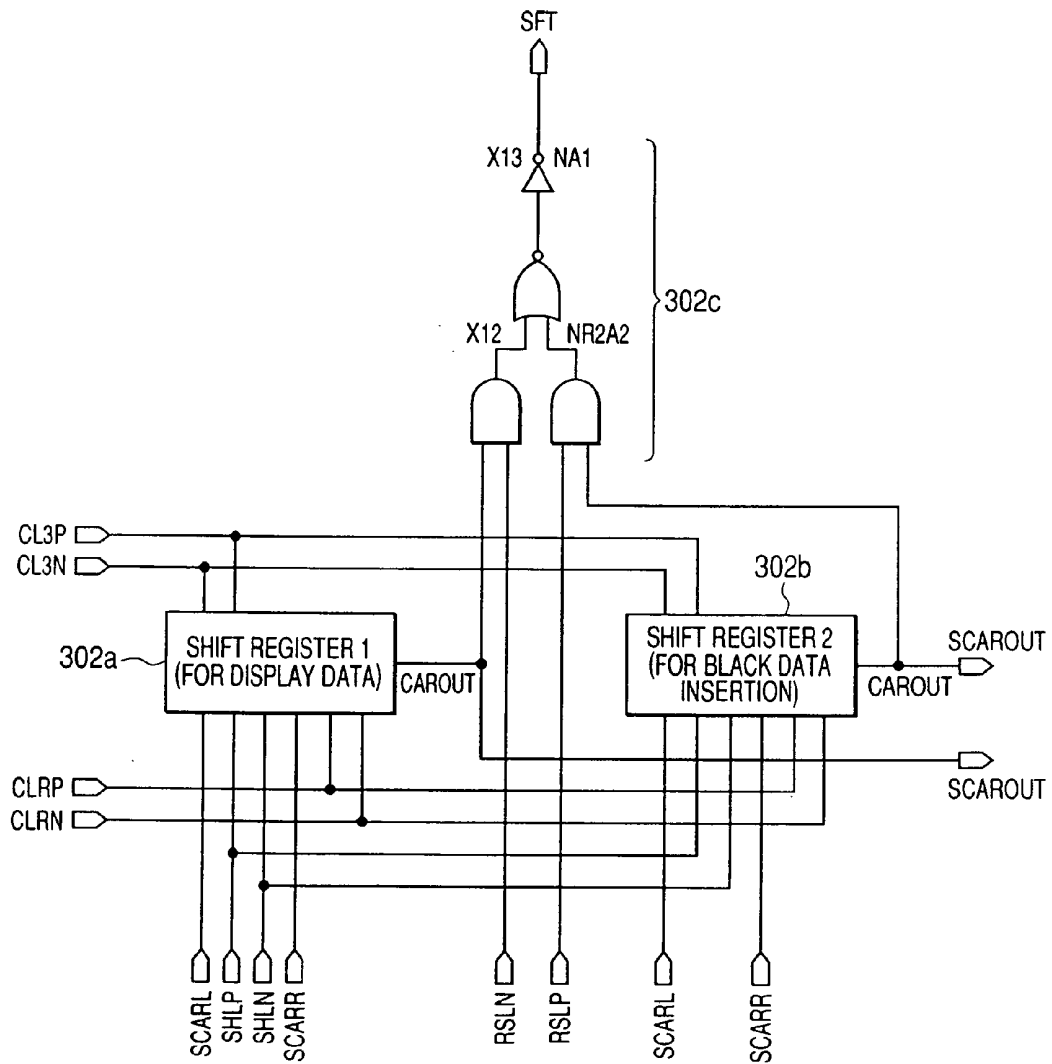 SFT
X13 NA1
302c
X12 NR2A2
CL3P
CL3N
302b
302a
SHIFT REGISTER 1
(FOR DISPLAY DATA)
CAROUT
SHIFT REGISTER 2
(FOR BLACK DATA
INSERTION)
CAROUT
SCAROUT
SCAROUT
CLRP
CLRN
SCARL
SHLP
SHLN
SCARR
RSLN
RSLP
SCARL
SCARR